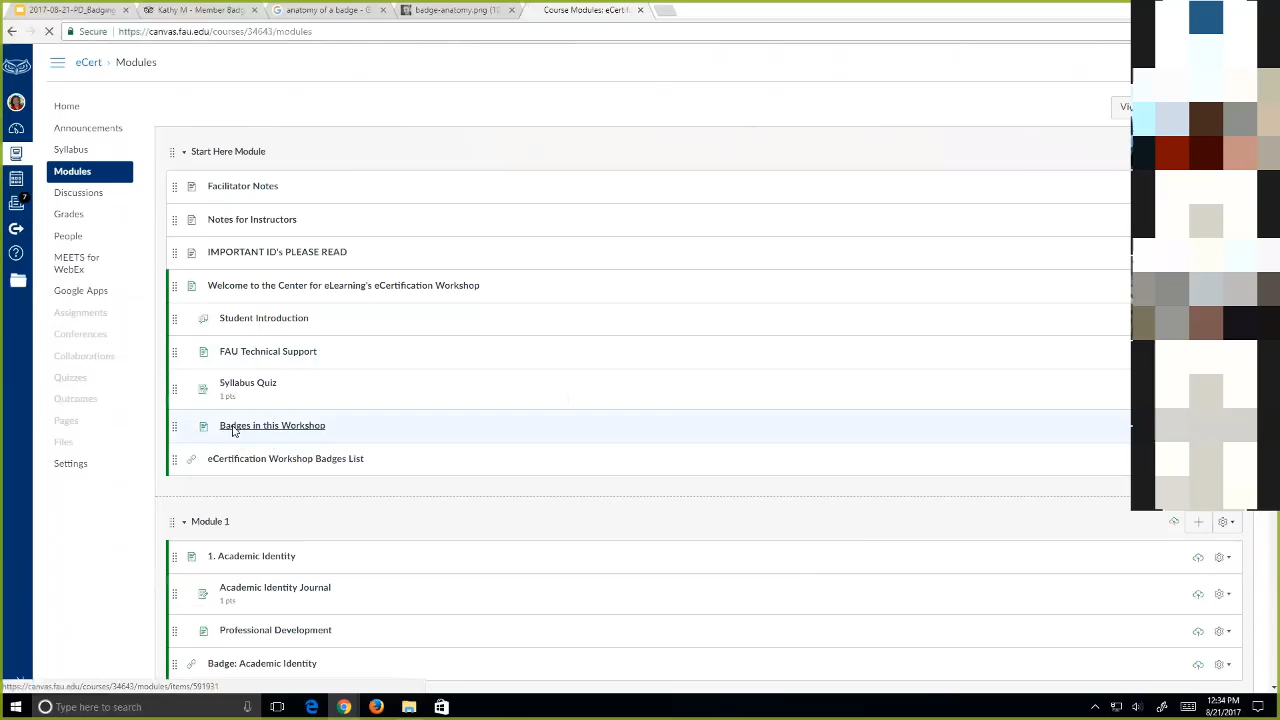 2017-08-21-PD_Badging
Kathy M - Member Badg
anatomy of a badge - G
badge-anatomy.png (10
Course Modules: eCertif
Secure
https://canvas.fau.edu/courses/34643/modules
eCert › Modules
Home
Announcements
Syllabus
Modules
Discussions
7
Grades
People
MEETS for
WebEx
Google Apps
Assignments
Conferences
Collaborations
Quizzes
Outcomes
Pages
Files
Settings
Start Here Module
Facilitator Notes
Notes for Instructors
IMPORTANT ID's PLEASE READ
Welcome to the Center for eLearning's eCertification Workshop
Student Introduction
FAU Technical Support
Syllabus Quiz
1 pts
Badges in this Workshop
eCertification Workshop Badges List
Module 1
1. Academic Identity
Academic Identity Journal
1 pts
Professional Development
Badge: Academic Identity
https://canvas.fau.edu/courses/34643/modules/items/591931
Type here to search
12:34 PM
8/21/2017